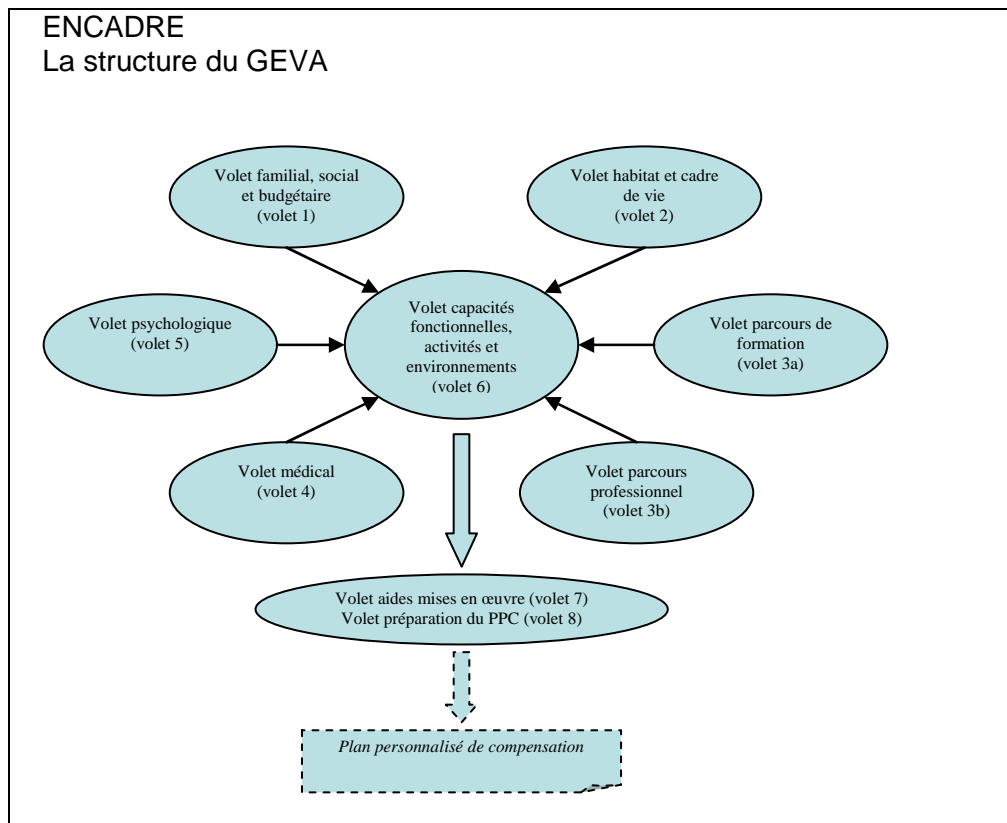 ENCADRE
La structure du GEVA
Volet familial, social
et budgétaire
(volet 1)
Volet habitat et cadre
de vie
(volet 2)
Volet psychologique
(volet 5)
Volet capacités
fonctionnelles,
activités et
environnements
(volet 6)
Volet parcours de
formation
(volet 3a)
Volet médical
(volet 4)
Volet parcours
professionnel
(volet 3b)
Volet aides mises en œuvre (volet 7)
Volet préparation du PPC (volet 8)
Plan personnalisé de compensation